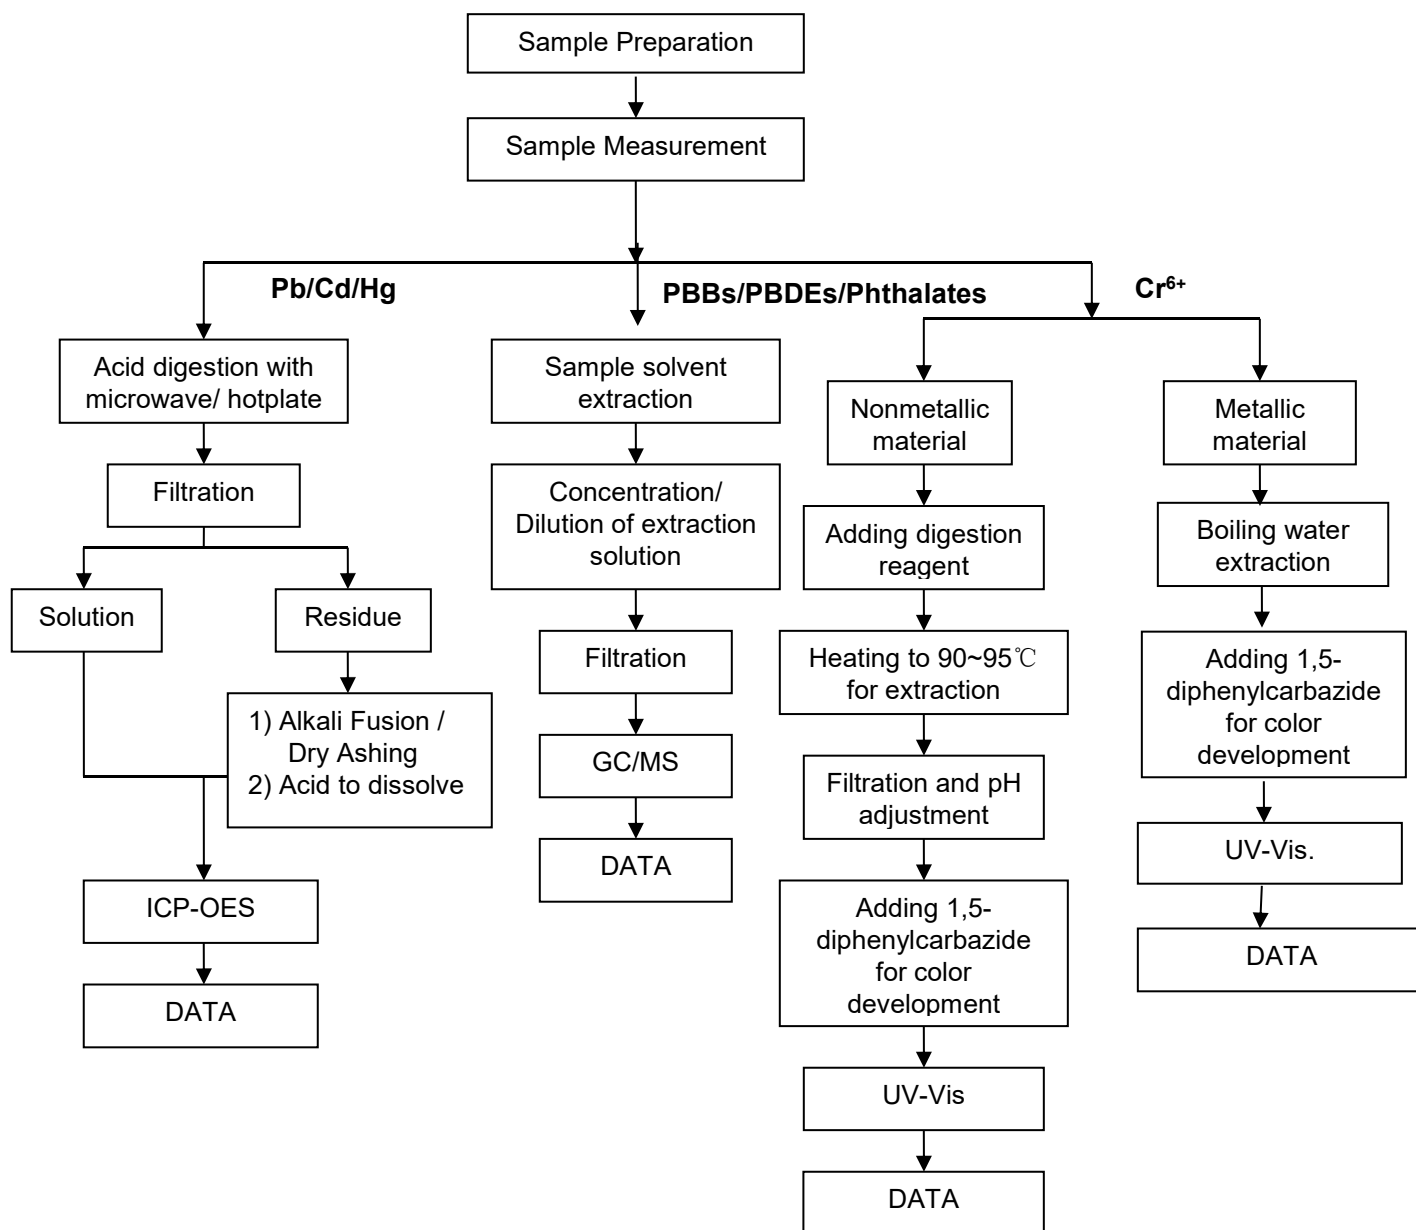 Sample Preparation
Sample Measurement
Pb/Cd/Hg
PBBs/PBDEs/Phthalates
Cr⁶⁺
Acid digestion with
microwave/ hotplate
Filtration
Solution
Residue
1) Alkali Fusion /
Dry Ashing
2) Acid to dissolve
ICP-OES
DATA
Sample solvent
extraction
Concentration/
Dilution of extraction
solution
Filtration
GC/MS
DATA
Nonmetallic
material
Adding digestion
reagent
Heating to 90~95℃
for extraction
Filtration and pH
adjustment
Adding 1,5-
diphenylcarbazide
for color
development
UV-Vis
DATA
Metallic
material
Boiling water
extraction
Adding 1,5-
diphenylcarbazide
for color
development
UV-Vis.
DATA